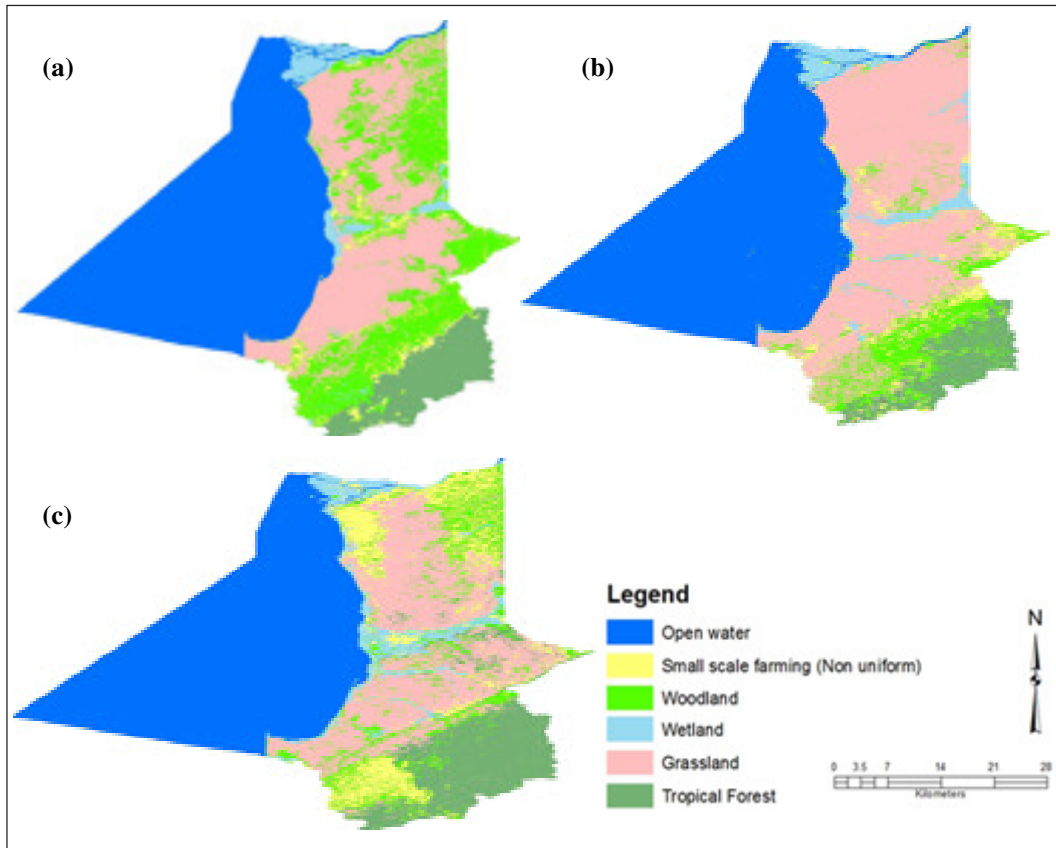 (a)
(b)
(c)
Legend
Open water
Small scale farming (Non uniform)
Woodland
Wetland
Grassland
Tropical Forest
N
0 3.5 7 14 21 28
Kilometers